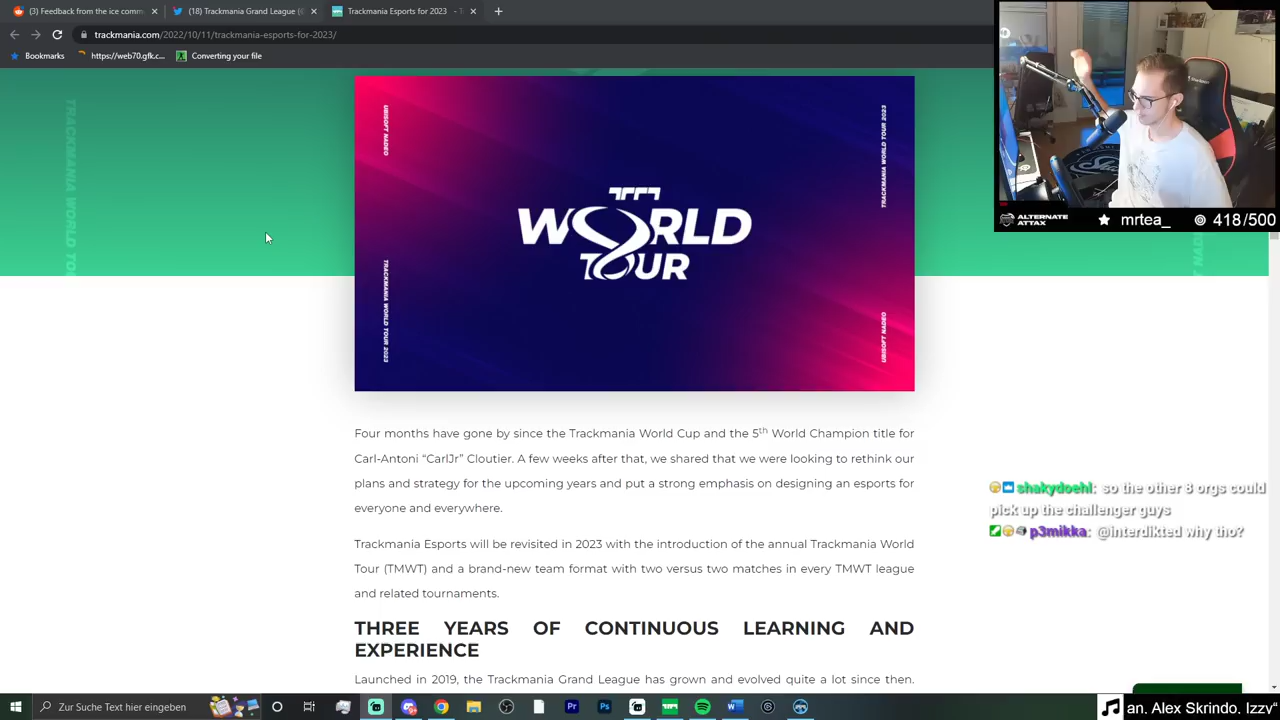 (3) Feedback from the ice comm
(18) Trackmania Grand League (
Trackmania Esports for 2023 -
trackmania.com/2022/10/11/trackmania-esports-for-2023/
Bookmarks
https://web70.gfk.c...
Converting your file
TRACKMANIA WORLD TO
UBISOFT NADEO
TRACKMANIA WORLD TOUR 2023
WORLD
TOUR
TRACKMANIA WORLD TOUR 2023
UBISOFT NADEO
ALTERNATE
ATTAX
mrtea_
418/500
Four months have gone by since the Trackmania World Cup and the 5th World Champion title for
Carl-Antoni “CarlJr” Cloutier. A few weeks after that, we shared that we were looking to rethink our
plans and strategy for the upcoming years and put a strong emphasis on designing an esports for
everyone and everywhere.
Trackmania Esports will be revisited in 2023 with the introduction of the annual Trackmania World
Tour (TMWT) and a brand-new team format with two versus two matches in every TMWT league
and related tournaments.
THREE YEARS OF CONTINUOUS LEARNING AND
EXPERIENCE
Launched in 2019, the Trackmania Grand League has grown and evolved quite a lot since then.
shakydoehl: so the other 8 orgs could
pick up the challenger guys
p3mikka: @interdikted why tho?
Zur Suche Text hier eingeben
an. Alex Skrindo. Izzy"